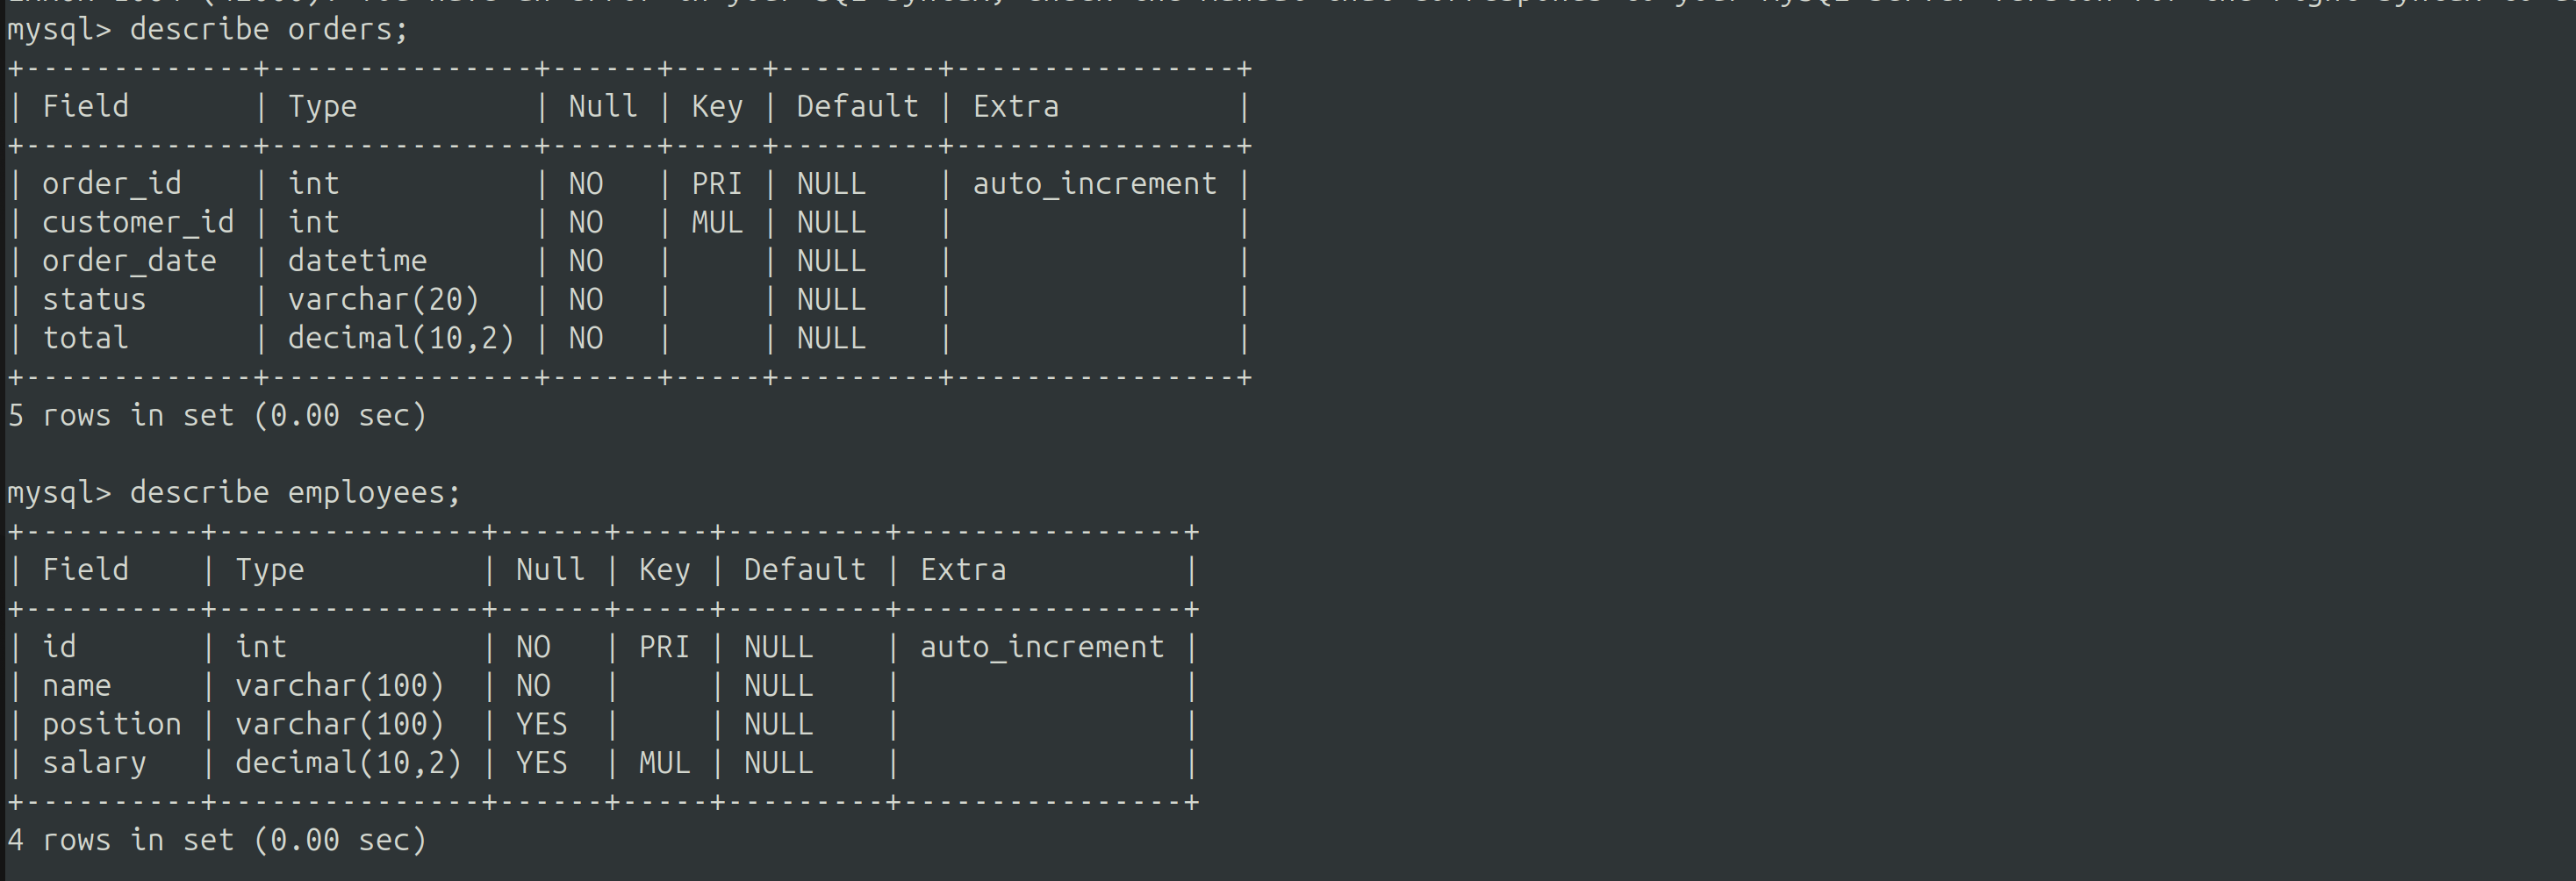 mysql> describe orders;
+-------------+---------------+------+-----+---------+----------------+
| Field       | Type          | Null | Key | Default | Extra          |
+-------------+---------------+------+-----+---------+----------------+
| order_id    | int           | NO   | PRI | NULL    | auto_increment |
| customer_id | int           | NO   | MUL | NULL    |                |
| order_date  | datetime      | NO   |     | NULL    |                |
| status      | varchar(20)   | NO   |     | NULL    |                |
| total       | decimal(10,2) | NO   |     | NULL    |                |
+-------------+---------------+------+-----+---------+----------------+
5 rows in set (0.00 sec)
mysql> describe employees;
+----------+---------------+------+-----+---------+----------------+
| Field    | Type          | Null | Key | Default | Extra          |
+----------+---------------+------+-----+---------+----------------+
| id       | int           | NO   | PRI | NULL    | auto_increment |
| name     | varchar(100)  | NO   |     | NULL    |                |
| position | varchar(100)  | YES  |     | NULL    |                |
| salary   | decimal(10,2) | YES  | MUL | NULL    |                |
+----------+---------------+------+-----+---------+----------------+
4 rows in set (0.00 sec)